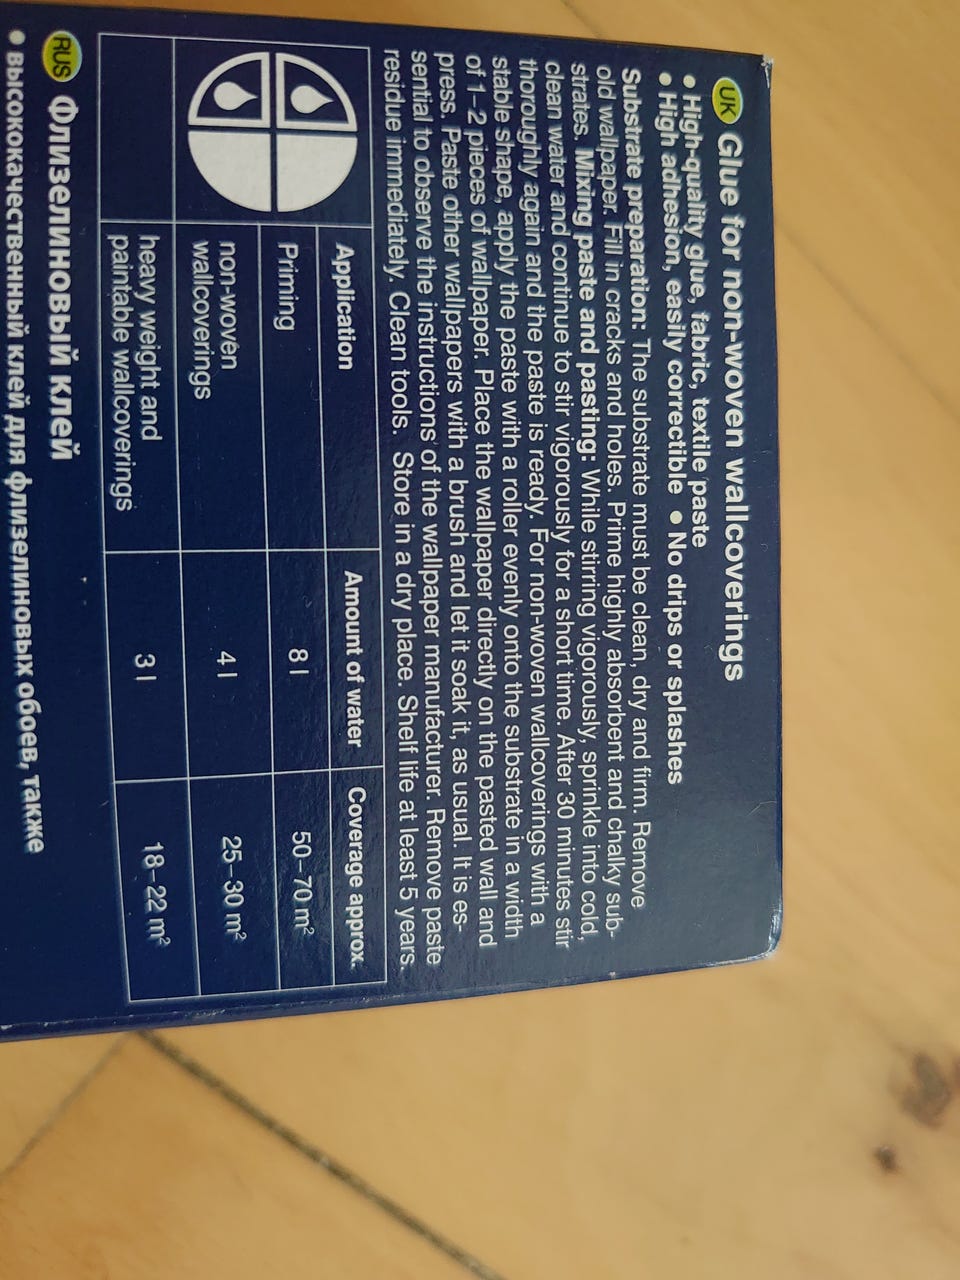 UK Glue for non-woven wallcoverings
● High-quality glue, fabric, textile paste
● High adhesion, easily correctible ● No drips or splashes
Substrate preparation: The substrate must be clean, dry and firm. Remove
old wallpaper. Fill in cracks and holes. Prime highly absorbent and chalky sub-
strates. Mixing paste and pasting: While stirring vigorously, sprinkle into cold,
clean water and continue to stir vigorously for a short time. After 30 minutes stir
thoroughly again and the paste is ready. For non-woven wallcoverings with a
stable shape, apply the paste with a roller evenly onto the substrate in a width
of 1–2 pieces of wallpaper. Place the wallpaper directly on the pasted wall and
press. Paste other wallpapers with a brush and let it soak it, as usual. It is es-
sential to observe the instructions of the wallpaper manufacturer. Remove paste
residue immediately. Clean tools. Store in a dry place. Shelf life at least 5 years.
Application Amount of water Coverage approx.
Priming 8 l 50–70 m²
non-woven
wallcoverings 4 l 25–30 m²
heavy weight and
paintable wallcoverings 3 l 18–22 m²
RUS Флизелиновый клей
● Высококачественный клей для флизелиновых обоев, также